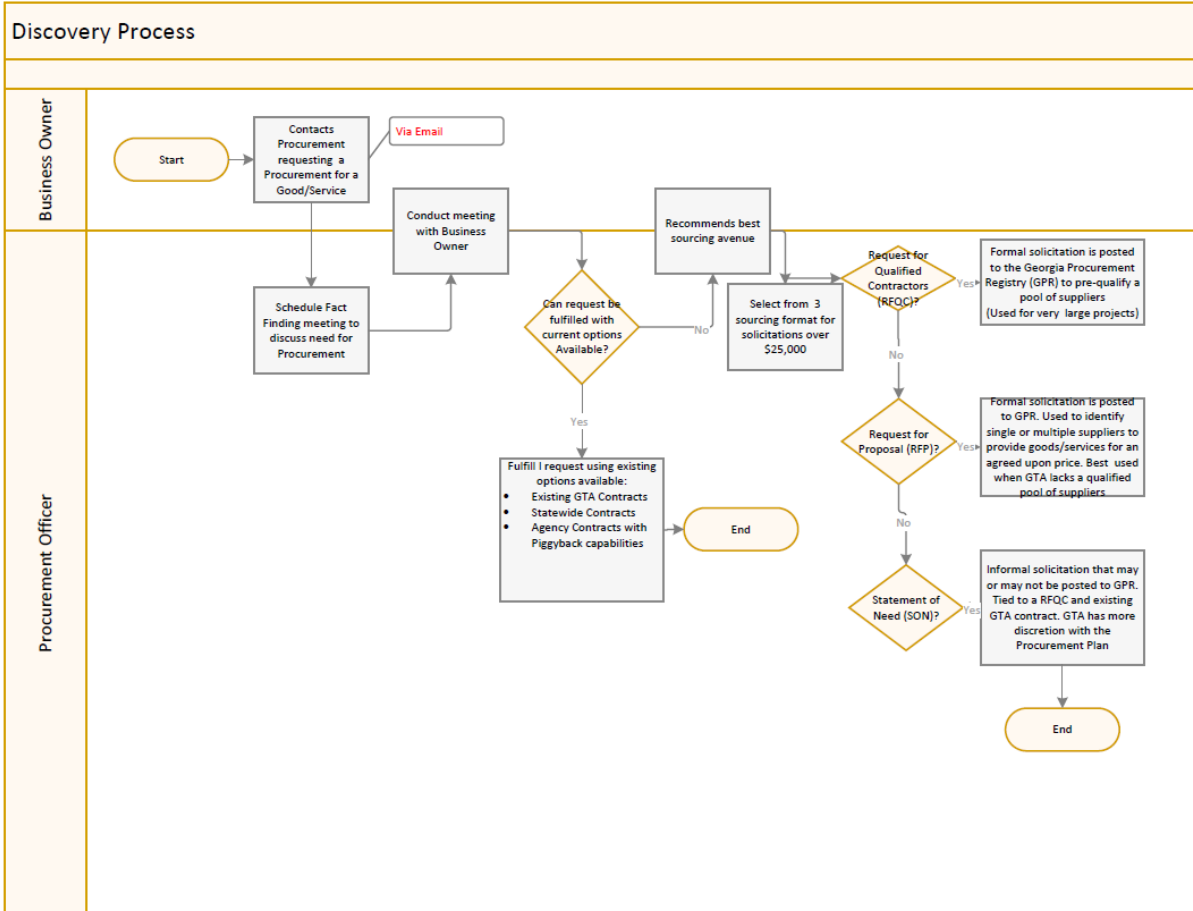 Discovery Process
Business Owner
Start
Contacts
Procurement
requesting a
Procurement for a
Good/Service
Via Email
Conduct meeting
with Business
Owner
Recommends best
sourcing avenue
Procurement Officer
Schedule Fact
Finding meeting to
discuss need for
Procurement
Can request be
fulfilled with
current options
Available?
No
Yes
Fulfill I request using existing
options available:
• Existing GTA Contracts
• Statewide Contracts
• Agency Contracts with
Piggyback capabilities
End
Select from 3
sourcing format for
solicitations over
$25,000
Request for
Qualified
Contractors
(RFQC)?
Yes
Formal solicitation is posted
to the Georgia Procurement
Registry (GPR) to pre-qualify a
pool of suppliers
(Used for very large projects)
No
Request for
Proposal (RFP)?
Yes
Formal solicitation is posted
to GPR. Used to identify
single or multiple suppliers to
provide goods/services for an
agreed upon price. Best used
when GTA lacks a qualified
pool of suppliers
No
Statement of
Need (SON)?
Yes
Informal solicitation that may
or may not be posted to GPR.
Tied to a RFQC and existing
GTA contract. GTA has more
discretion with the
Procurement Plan
End